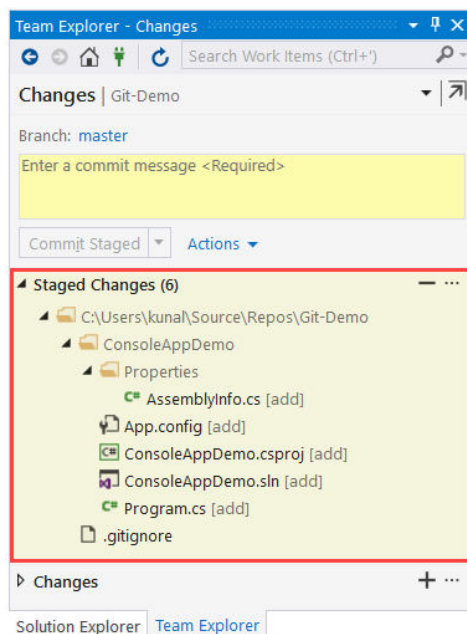 Team Explorer - Changes
Search Work Items (Ctrl+')
Changes | Git-Demo
Branch: master
Enter a commit message <Required>
Commit Staged Actions
Staged Changes (6)
C:\Users\kunal\Source\Repos\Git-Demo
ConsoleAppDemo
Properties
C# AssemblyInfo.cs [add]
App.config [add]
C# ConsoleAppDemo.csproj [add]
ConsoleAppDemo.sln [add]
C# Program.cs [add]
.gitignore
Changes
Solution Explorer Team Explorer